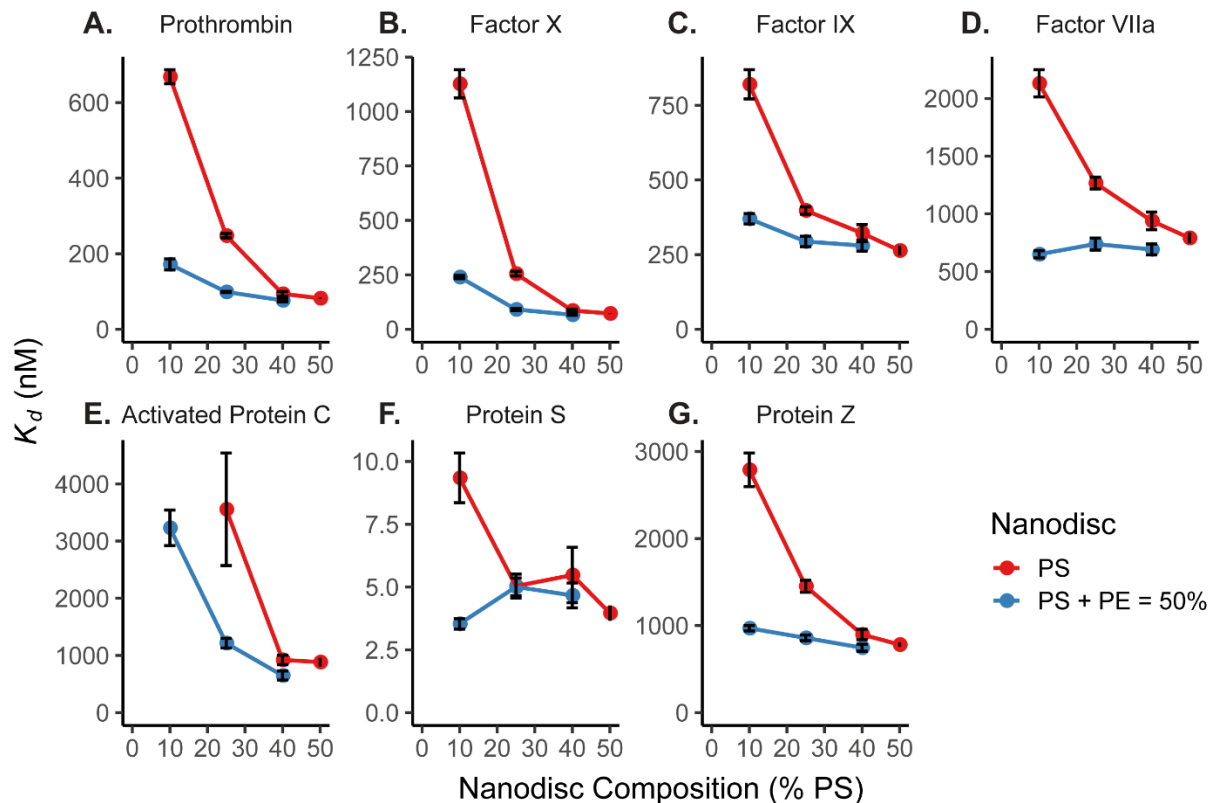 A. Prothrombin
B. Factor X
C. Factor IX
D. Factor VIIa
600
400
200
0
1250
1000
750
500
250
0
750
500
250
0
2000
1500
1000
500
0
0 10 20 30 40 50
0 10 20 30 40 50
0 10 20 30 40 50
0 10 20 30 40 50
Kd (nM)
E. Activated Protein C
F. Protein S
G. Protein Z
4000
3000
2000
1000
0
10.0
7.5
5.0
2.5
0.0
3000
2000
1000
0
0 10 20 30 40 50
0 10 20 30 40 50
0 10 20 30 40 50
Nanodisc Composition (% PS)
Nanodisc
PS
PS + PE = 50%